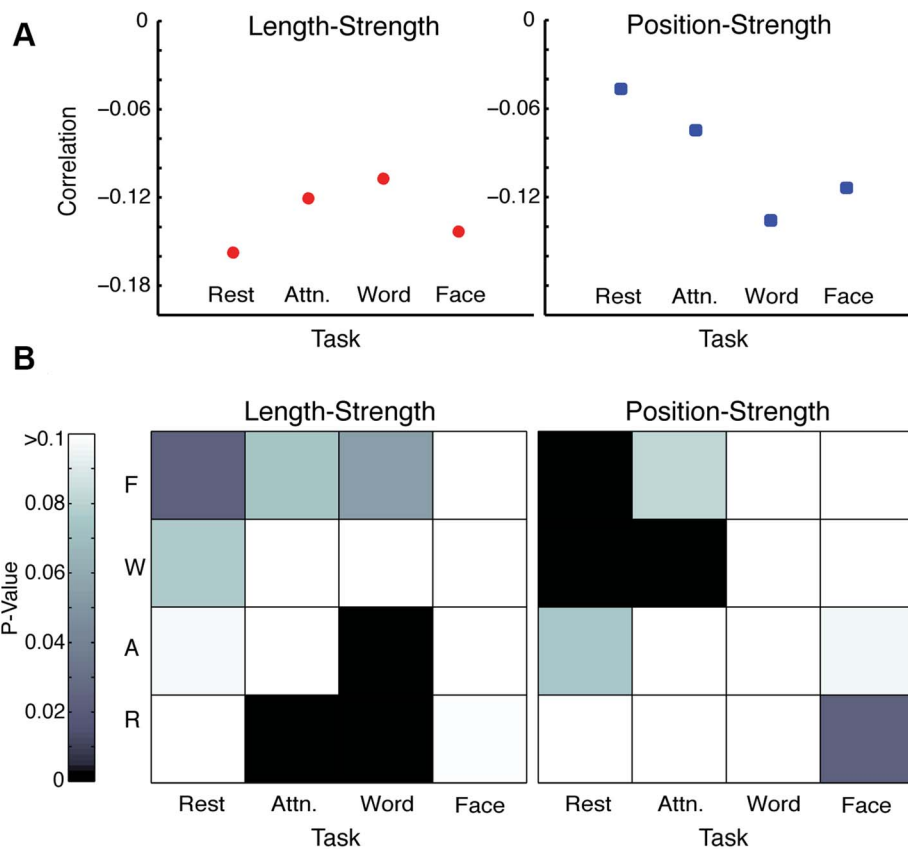 A
Length-Strength
Position-Strength
0
−0.06
−0.12
−0.18
Correlation
Rest Attn. Word Face
Task
0
−0.06
−0.12
Rest Attn. Word Face
Task
B
Length-Strength
Position-Strength
>0.1
0.08
0.06
0.04
0.02
0
P-Value
F
W
A
R
Rest Attn. Word Face
Task
Rest Attn. Word Face
Task